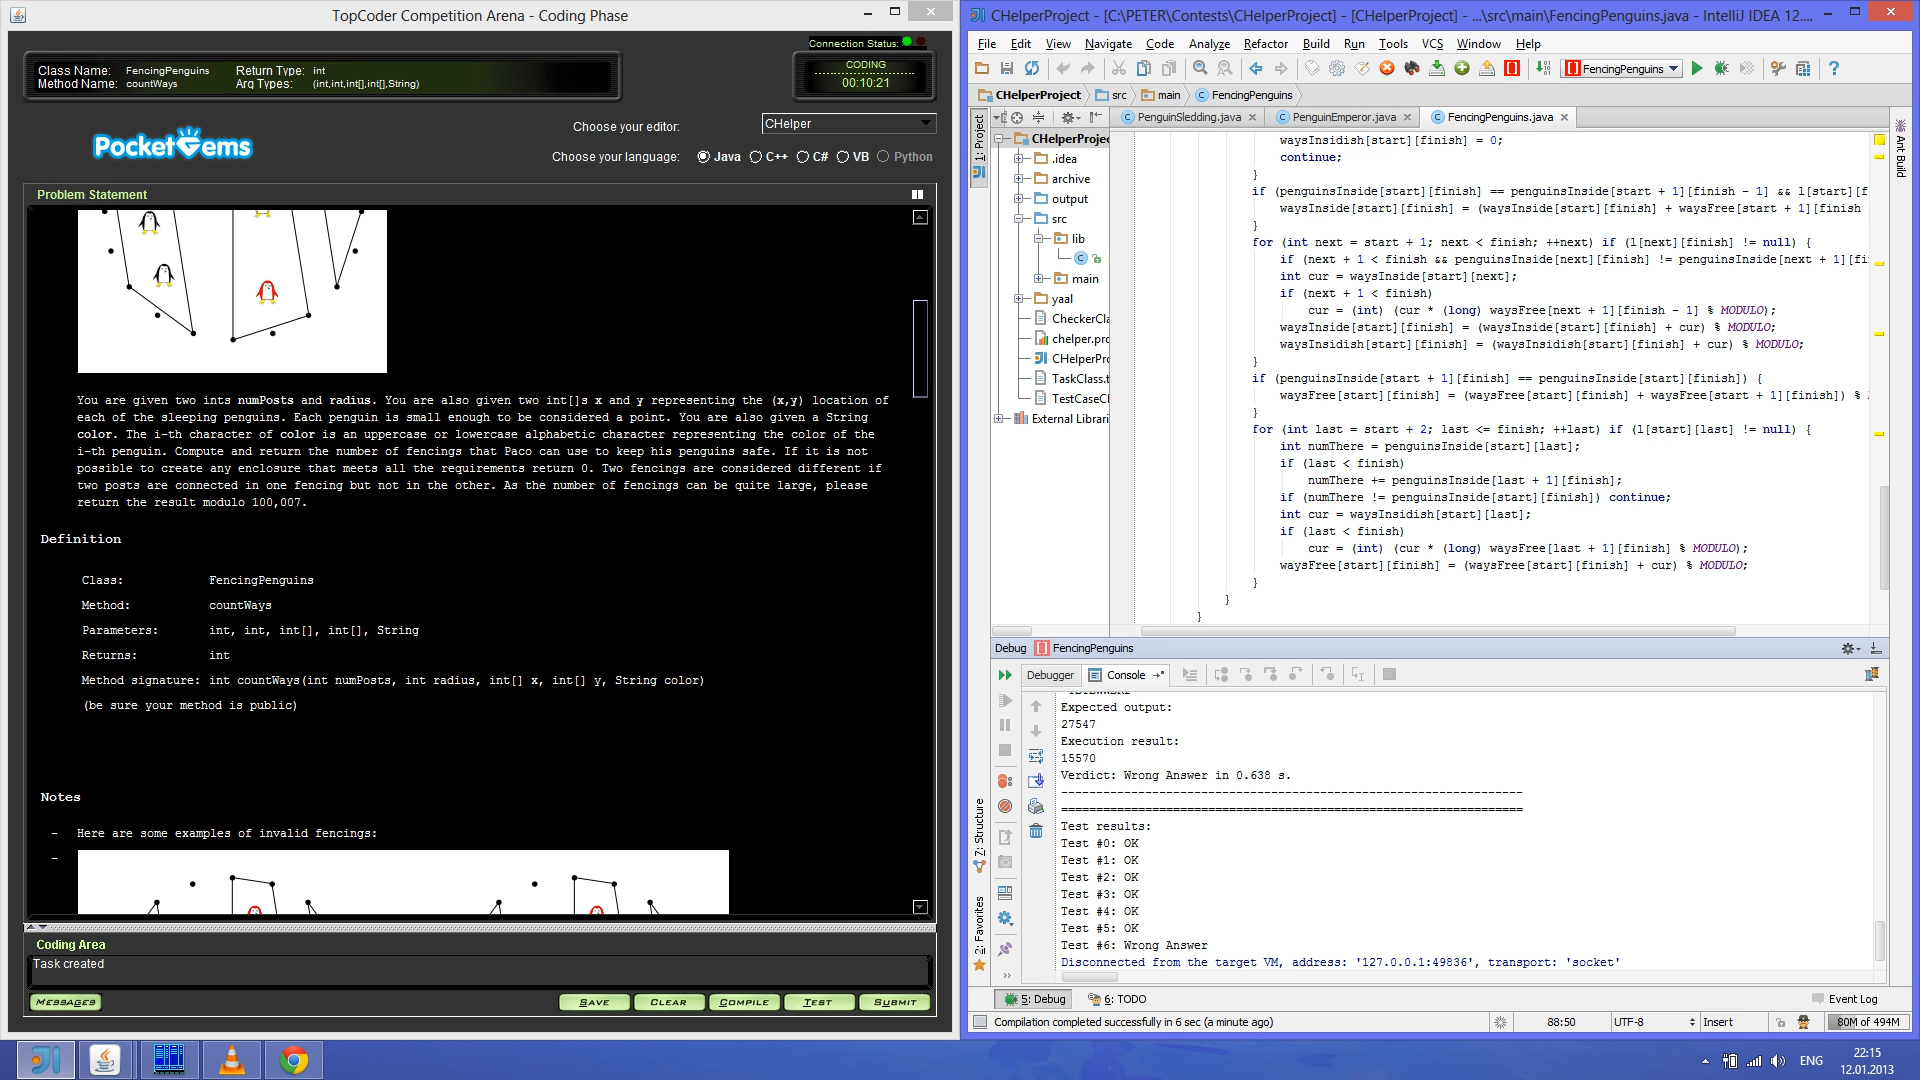 TopCoder Competition Arena - Coding Phase
Connection Status:
Class Name: FencingPenguins Return Type: int
Method Name: countWays Arg Types: (int,int,int[],int[],String)
CODING
00:10:21
PocketGems
Choose your editor: CHelper
Choose your language: Java C++ C# VB Python
Problem Statement
You are given two ints numPosts and radius. You are also given two int[]s x and y representing the (x,y) location of
each of the sleeping penguins. Each penguin is small enough to be considered a point. You are also given a String
color. The i-th character of color is an uppercase or lowercase alphabetic character representing the color of the
i-th penguin. Compute and return the number of fencings that Paco can use to keep his penguins safe. If it is not
possible to create any enclosure that meets all the requirements return 0. Two fencings are considered different if
two posts are connected in one fencing but not in the other. As the number of fencings can be quite large, please
return the result modulo 100,007.
Definition
Class: FencingPenguins
Method: countWays
Parameters: int, int, int[], int[], String
Returns: int
Method signature: int countWays(int numPosts, int radius, int[] x, int[] y, String color)
(be sure your method is public)
Notes
- Here are some examples of invalid fencings:
-
Coding Area
Task created
MESSAGES SAVE CLEAR COMPILE TEST SUBMIT
CHelperProject - [C:\PETER\Contests\CHelperProject] - [CHelperProject] - ...\src\main\FencingPenguins.java - IntelliJ IDEA 12....
File Edit View Navigate Code Analyze Refactor Build Run Tools VCS Window Help
FencingPenguins
CHelperProject src main FencingPenguins
1: Project
PenguinSledding.java PenguinEmperor.java FencingPenguins.java
Ant Build
CHelperProjec
.idea
archive
output
src
lib
main
yaal
CheckerCla
chelper.pro
CHelperPro
TaskClass.t
TestCaseCl
External Librari
waysInsidish[start][finish] = 0;
continue;
}
if (penguinsInside[start][finish] == penguinsInside[start + 1][finish - 1] && l[start][f
waysInside[start][finish] = (waysInside[start][finish] + waysFree[start + 1][finish
}
for (int next = start + 1; next < finish; ++next) if (l[next][finish] != null) {
if (next + 1 < finish && penguinsInside[next][finish] != penguinsInside[next + 1][fi
int cur = waysInside[start][next];
if (next + 1 < finish)
cur = (int) (cur * (long) waysFree[next + 1][finish - 1] % MODULO);
waysInside[start][finish] = (waysInside[start][finish] + cur) % MODULO;
waysInsidish[start][finish] = (waysInsidish[start][finish] + cur) % MODULO;
}
if (penguinsInside[start + 1][finish] == penguinsInside[start][finish]) {
waysFree[start][finish] = (waysFree[start][finish] + waysFree[start + 1][finish]) %
}
for (int last = start + 2; last <= finish; ++last) if (l[start][last] != null) {
int numThere = penguinsInside[start][last];
if (last < finish)
numThere += penguinsInside[last + 1][finish];
if (numThere != penguinsInside[start][finish]) continue;
int cur = waysInsidish[start][last];
if (last < finish)
cur = (int) (cur * (long) waysFree[last + 1][finish] % MODULO);
waysFree[start][finish] = (waysFree[start][finish] + cur) % MODULO;
}
}
}
Debug FencingPenguins
Debugger Console
Expected output:
27547
Execution result:
15570
Verdict: Wrong Answer in 0.638 s.
------------------------------------------------------------------
==================================================================
Test results:
Test #0: OK
Test #1: OK
Test #2: OK
Test #3: OK
Test #4: OK
Test #5: OK
Test #6: Wrong Answer
Disconnected from the target VM, address: '127.0.0.1:49836', transport: 'socket'
7: Structure
2: Favorites
5: Debug 6: TODO Event Log
Compilation completed successfully in 6 sec (a minute ago) 88:50 UTF-8 Insert 80M of 494M
ENG
22:15
12.01.2013